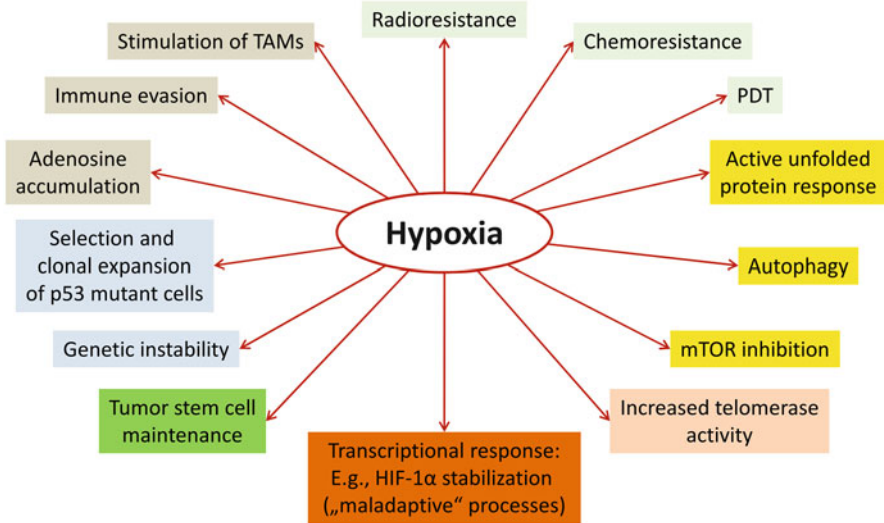 Radioresistance
Stimulation of TAMs
Chemoresistance
Immune evasion
PDT
Adenosine
accumulation
Active unfolded
protein response
Hypoxia
Selection and
clonal expansion
of p53 mutant cells
Autophagy
Genetic instability
mTOR inhibition
Tumor stem cell
maintenance
Increased telomerase
activity
Transcriptional response:
E.g., HIF-1α stabilization
(„maladaptive“ processes)